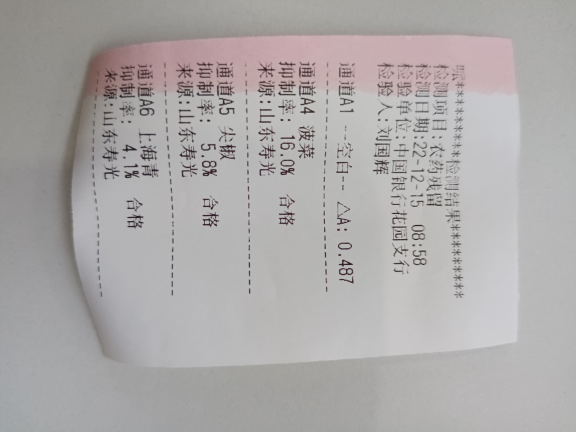 ***********检测结果***********
检测项目:农药残留
检测日期:22-12-15 08:58
检验单位:中国银行花园支行
检验人:刘国辉
通道A1 --空白-- △A: 0.487
通道A4 菠菜
抑制率: 16.0% 合格
来源:山东寿光
通道A5 尖椒
抑制率: 5.8% 合格
来源:山东寿光
通道A6 上海青
抑制率: 4.1% 合格
来源:山东寿光